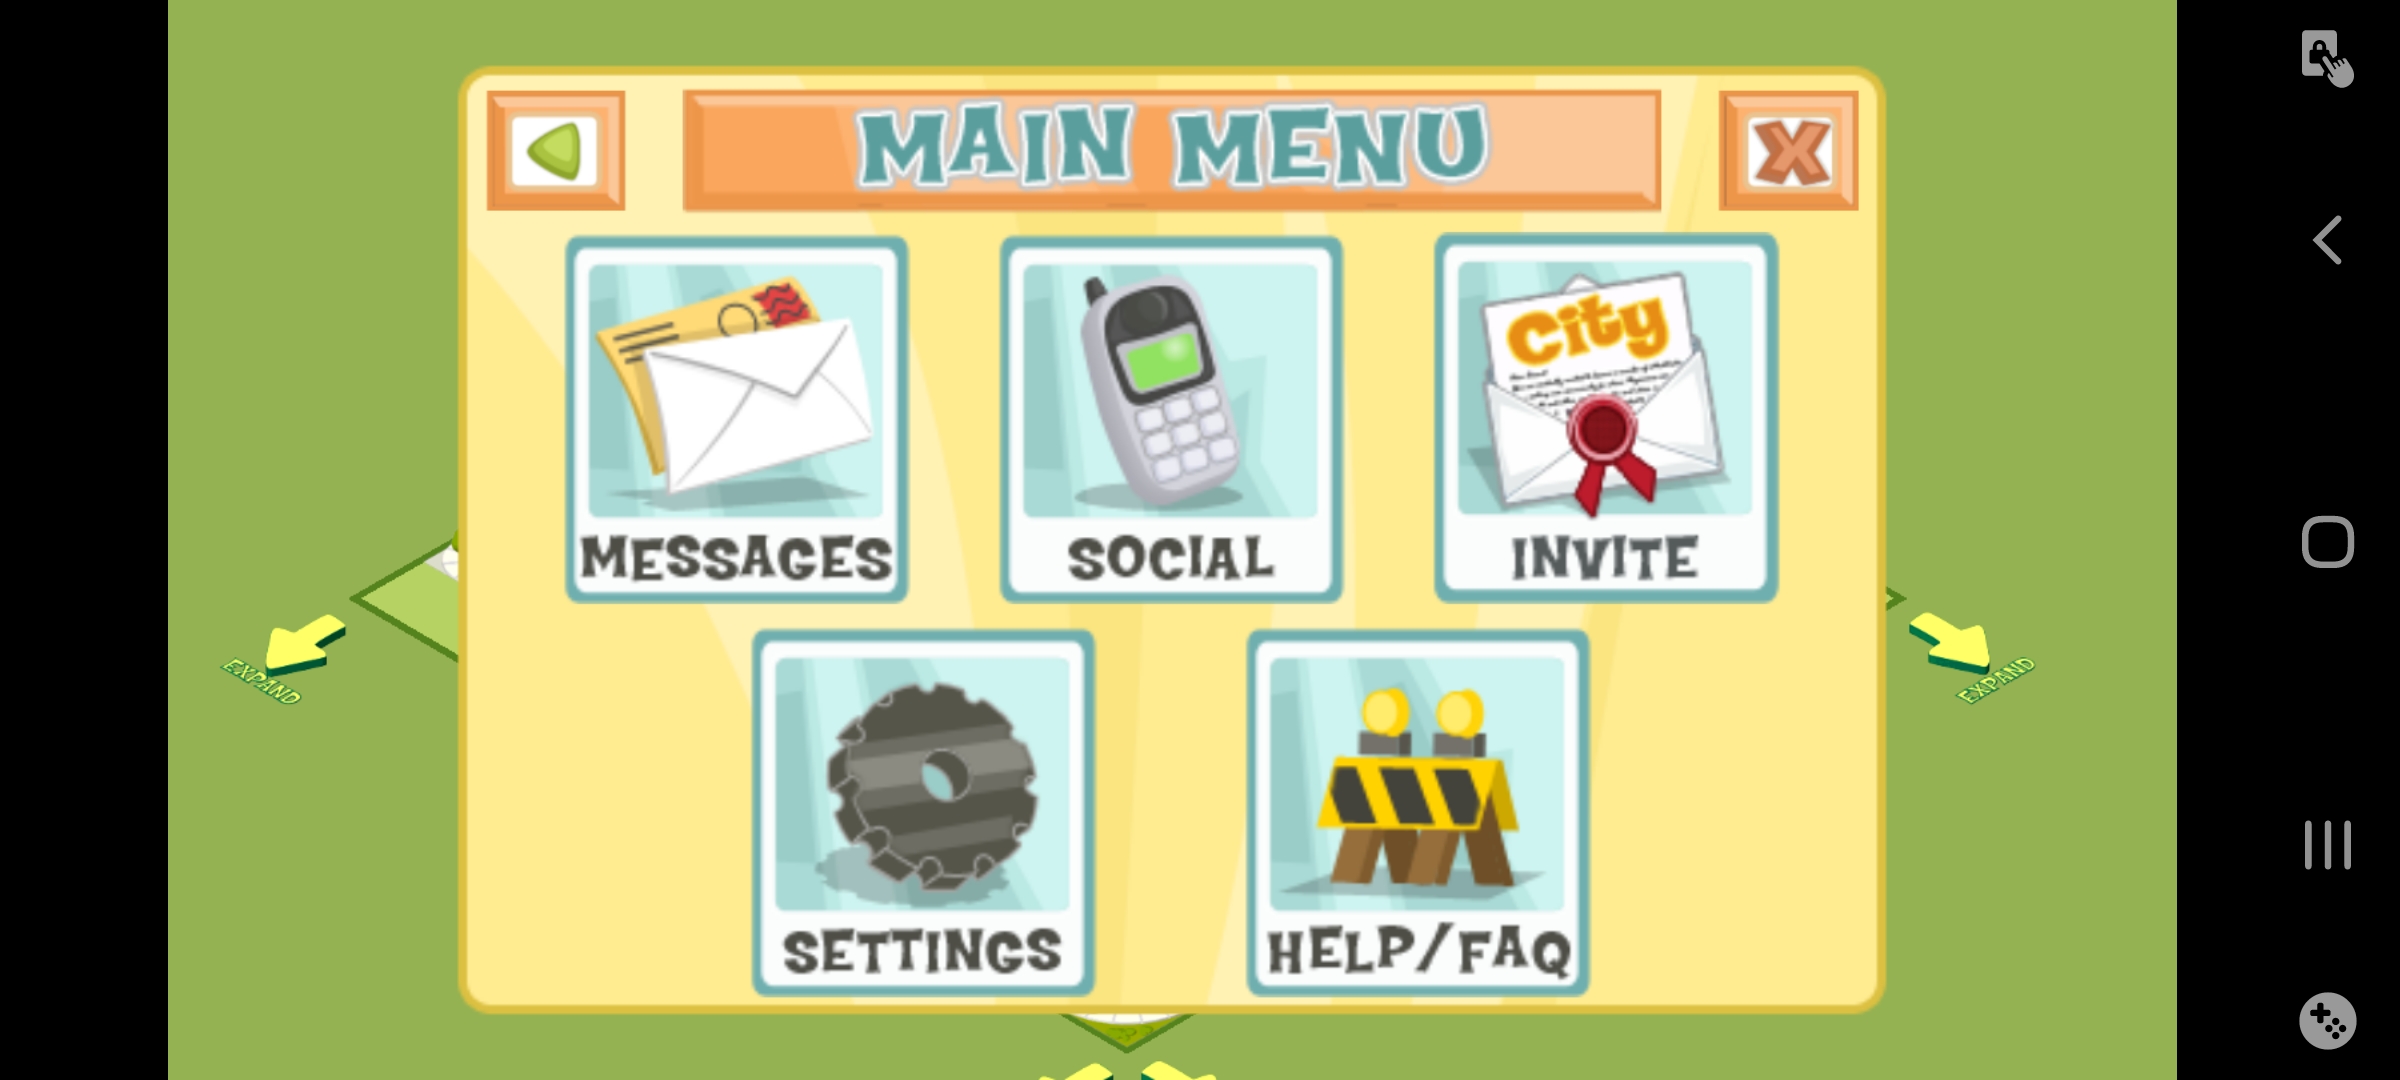 MAIN MENU
City
MESSAGES
SOCIAL
INVITE
EXPAND
EXPAND
SETTINGS
HELP/FAQ